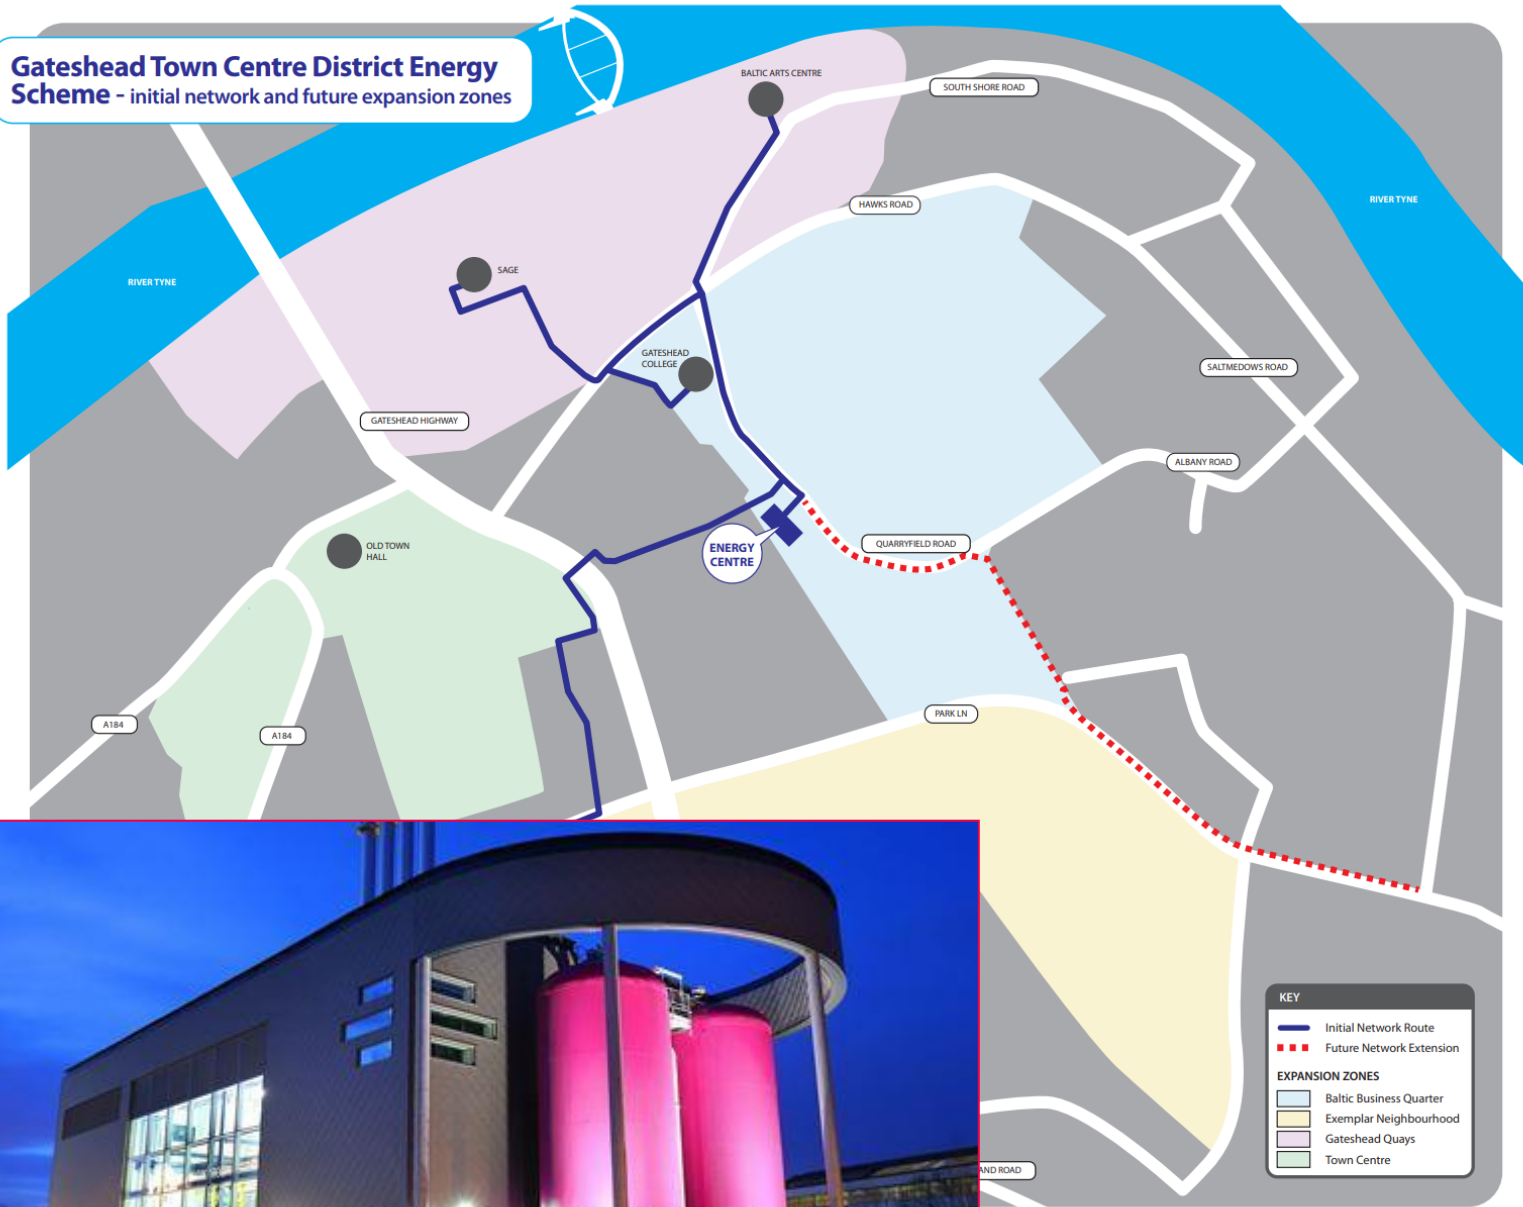 Gateshead Town Centre District Energy
Scheme - initial network and future expansion zones
BALTIC ARTS CENTRE
SOUTH SHORE ROAD
HAWKS ROAD
RIVER TYNE
RIVER TYNE
SAGE
GATESHEAD
COLLEGE
SALTMEDOWS ROAD
GATESHEAD HIGHWAY
ALBANY ROAD
OLD TOWN
HALL
ENERGY
CENTRE
QUARRYFIELD ROAD
PARK LN
A184
A184
AND ROAD
KEY
Initial Network Route
Future Network Extension
EXPANSION ZONES
Baltic Business Quarter
Exemplar Neighbourhood
Gateshead Quays
Town Centre